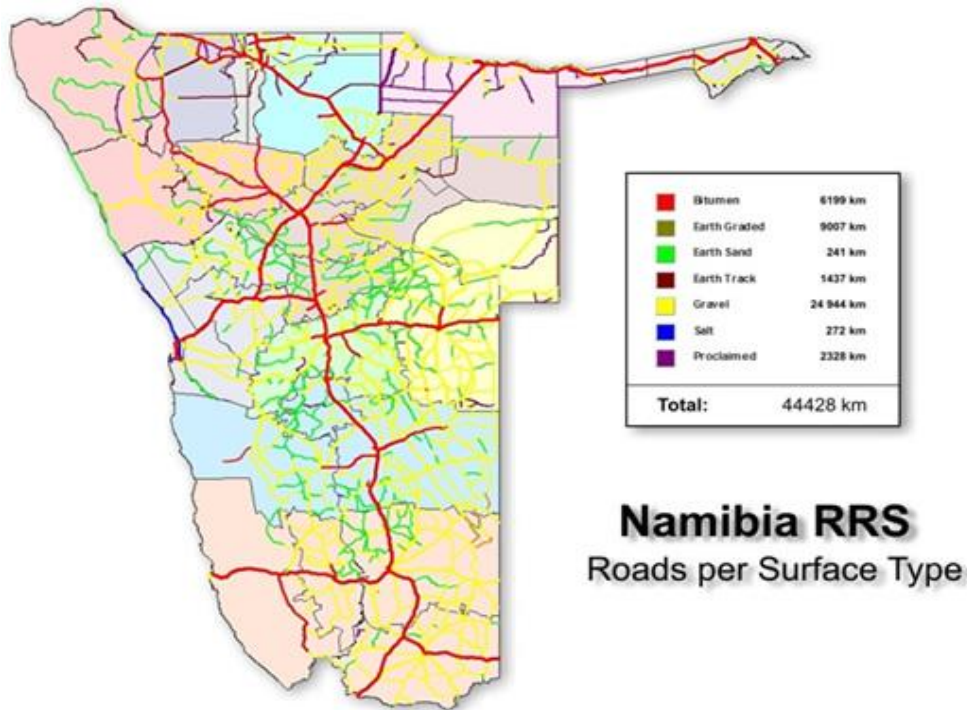 Bitumen 6199 km
Earth Graded 9007 km
Earth Sand 241 km
Earth Track 1437 km
Gravel 24 944 km
Salt 272 km
Proclaimed 2328 km
Total: 44428 km
Namibia RRS
Roads per Surface Type